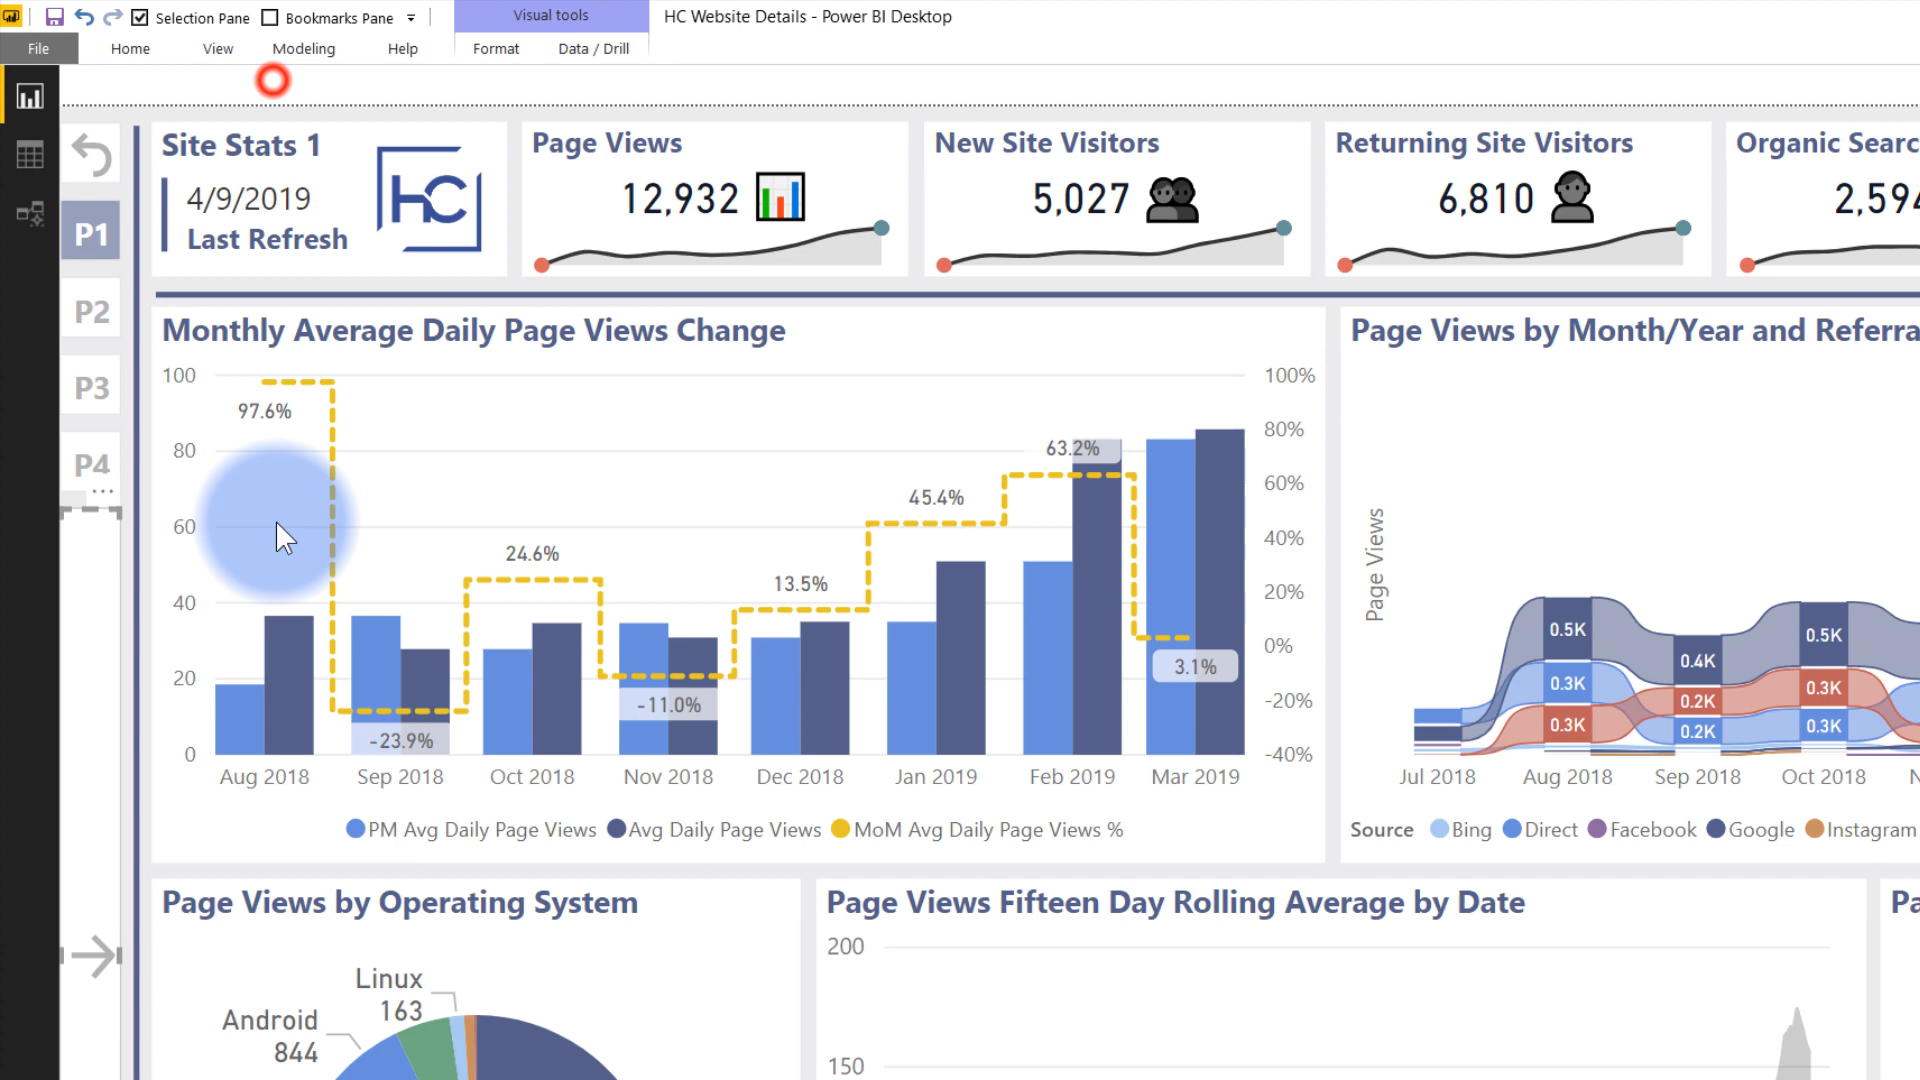 Selection Pane Bookmarks Pane Visual tools HC Website Details - Power BI Desktop
File Home View Modeling Help Format Data / Drill
Site Stats 1
4/9/2019
Last Refresh
HC
Page Views
12,932
New Site Visitors
5,027
Returning Site Visitors
6,810
Organic Searc
2,594
P1
P2
P3
P4
...
Monthly Average Daily Page Views Change
100 100%
97.6%
80 80%
63.2%
60 60%
45.4%
40 40%
24.6%
20 20%
13.5%
0 0%
3.1%
-20%
-11.0%
-23.9%
-40%
Aug 2018 Sep 2018 Oct 2018 Nov 2018 Dec 2018 Jan 2019 Feb 2019 Mar 2019
PM Avg Daily Page Views Avg Daily Page Views MoM Avg Daily Page Views %
Page Views by Month/Year and Referra
Page Views
0.5K 0.4K 0.5K
0.3K 0.2K 0.3K
0.3K 0.2K 0.3K
Jul 2018 Aug 2018 Sep 2018 Oct 2018 N
Source Bing Direct Facebook Google Instagram
Page Views by Operating System
Linux
163
Android
844
Page Views Fifteen Day Rolling Average by Date
200
150
Pa